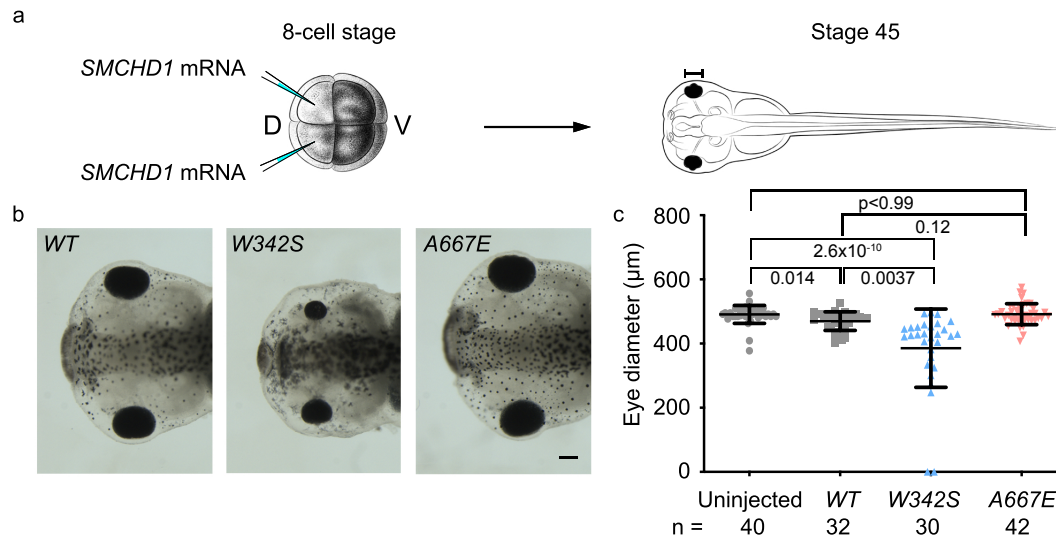 a
8-cell stage
Stage 45
SMCHD1 mRNA
D
V
SMCHD1 mRNA
b
WT
W342S
A667E
c
p<0.99
0.12
2.6x10⁻¹⁰
0.014
0.0037
Eye diameter (µm)
800
600
400
200
0
Uninjected WT W342S A667E
n = 40 32 30 42